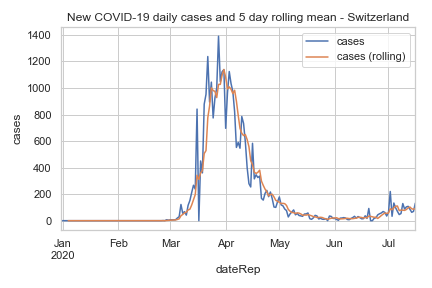 New COVID-19 daily cases and 5 day rolling mean - Switzerland
cases
cases (rolling)
1400
1200
1000
800
600
400
200
0
cases
Jan
2020
Feb
Mar
Apr
May
Jun
Jul
dateRep